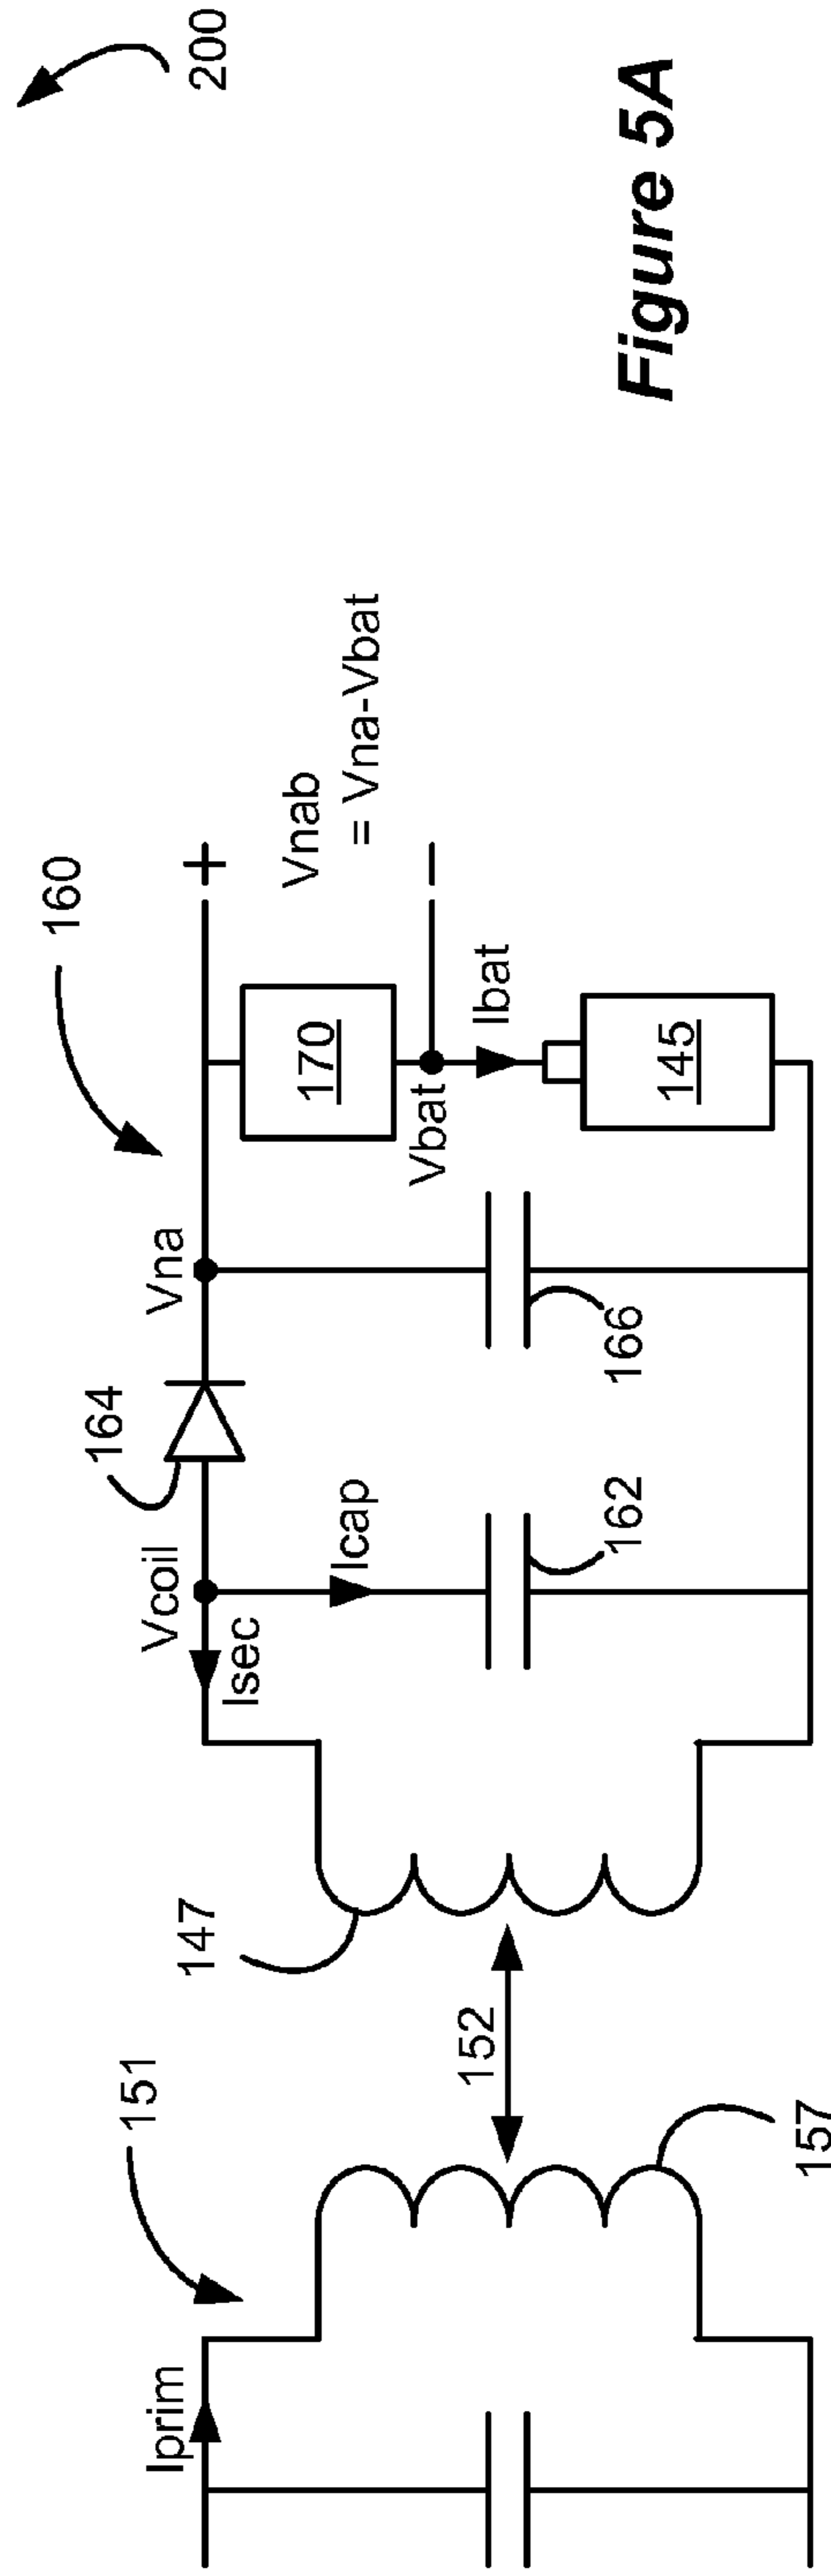 200
160
164
Vna
+
Vnab
= Vna-Vbat
170
Vcoil
Isec
Icap
Vbat
–
Ibat
145
162
166
147
151
Iprim
152
157
Figure 5A